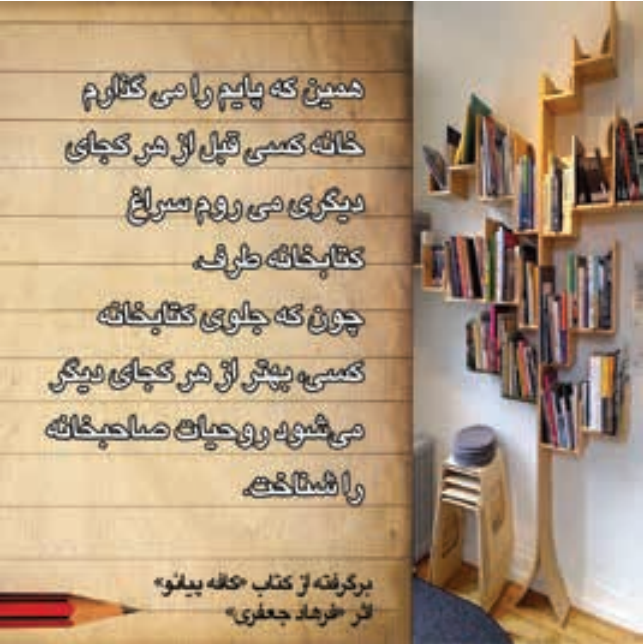 همین که پایم را می گذارم
خانه کسی قبل از هر کجای
دیگری می روم سراغ
کتابخانه طرف.
چون که جلوی کتابخانه
کسی، بهتر از هر کجای دیگر
می‌شود روحیات صاحبخانه
را شناخت.
برگرفته از کتاب «کافه پیانو»
اثر «فرهاد جعفری»